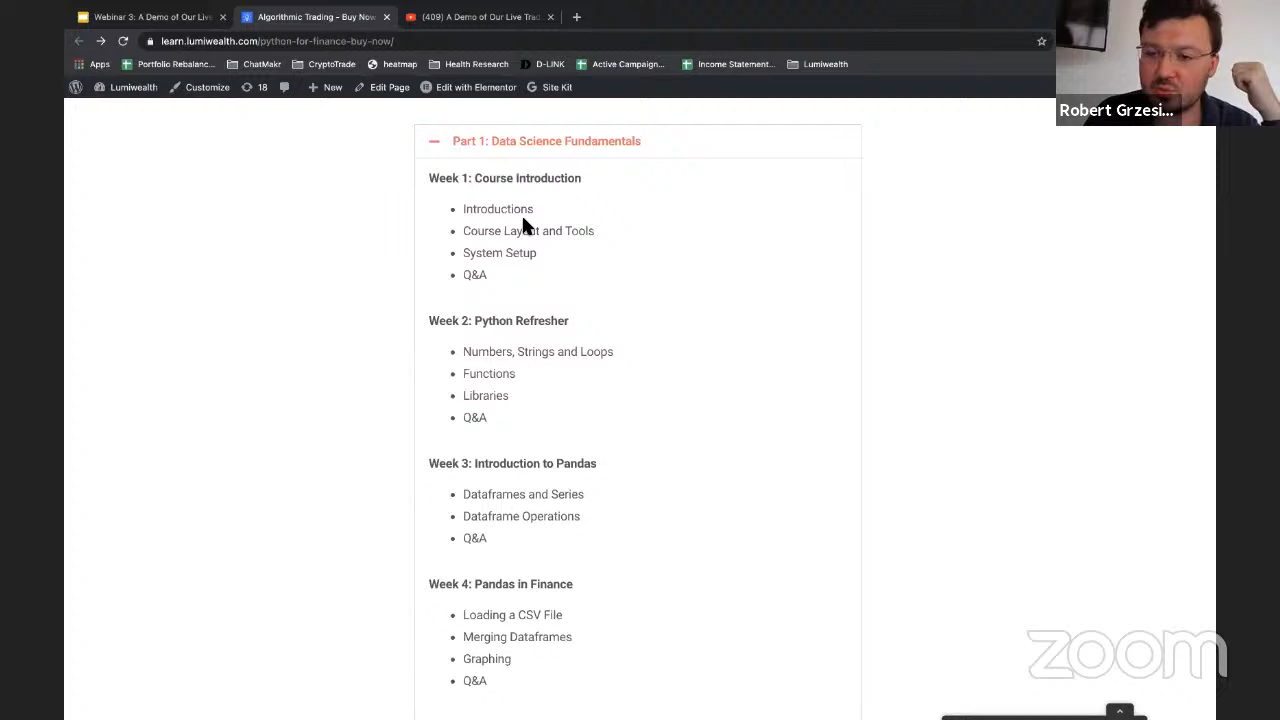 Webinar 3: A Demo of Our Live
Algorithmic Trading - Buy Now
(409) A Demo of Our Live Trad
learn.lumiwealth.com/python-for-finance-buy-now/
Apps
Portfolio Rebalanc...
ChatMakr
CryptoTrade
heatmap
Health Research
D-LINK
Active Campaign...
Income Statement...
Lumiwealth
Lumiwealth
Customize
18
New
Edit Page
Edit with Elementor
Site Kit
Robert Grzesi...
Part 1: Data Science Fundamentals
Week 1: Course Introduction
Introductions
Course Layout and Tools
System Setup
Q&A
Week 2: Python Refresher
Numbers, Strings and Loops
Functions
Libraries
Q&A
Week 3: Introduction to Pandas
Dataframes and Series
Dataframe Operations
Q&A
Week 4: Pandas in Finance
Loading a CSV File
Merging Dataframes
Graphing
Q&A
zoom